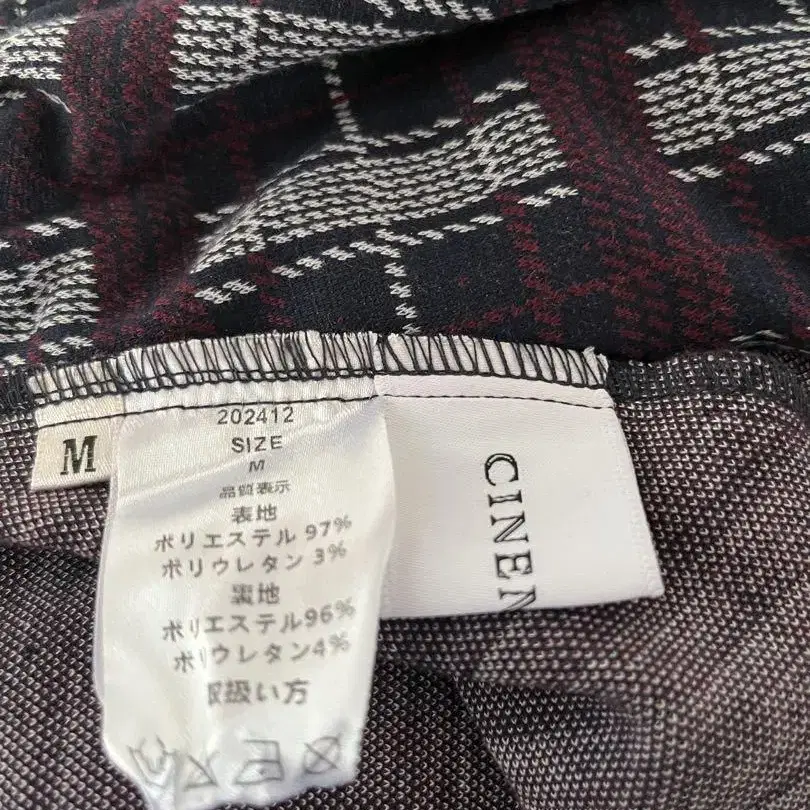 M
202412
SIZE
M
品質表示
表地
ポリエステル 97%
ポリウレタン 3%
裏地
ポリエステル96%
ポリウレタン4%
取扱い方
CINEM